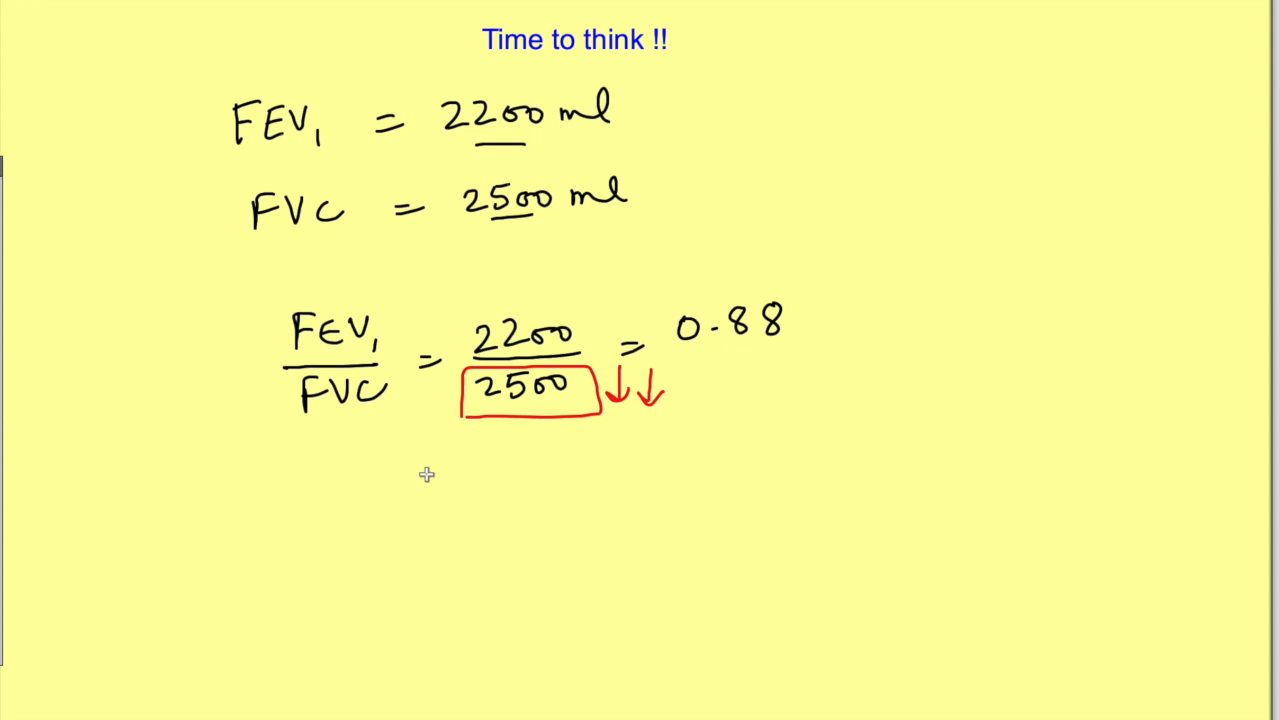 Time to think !!
FEV₁ = 2200 ml
FVC = 2500 ml
FEV₁/FVC = 2200/2500 = 0.88